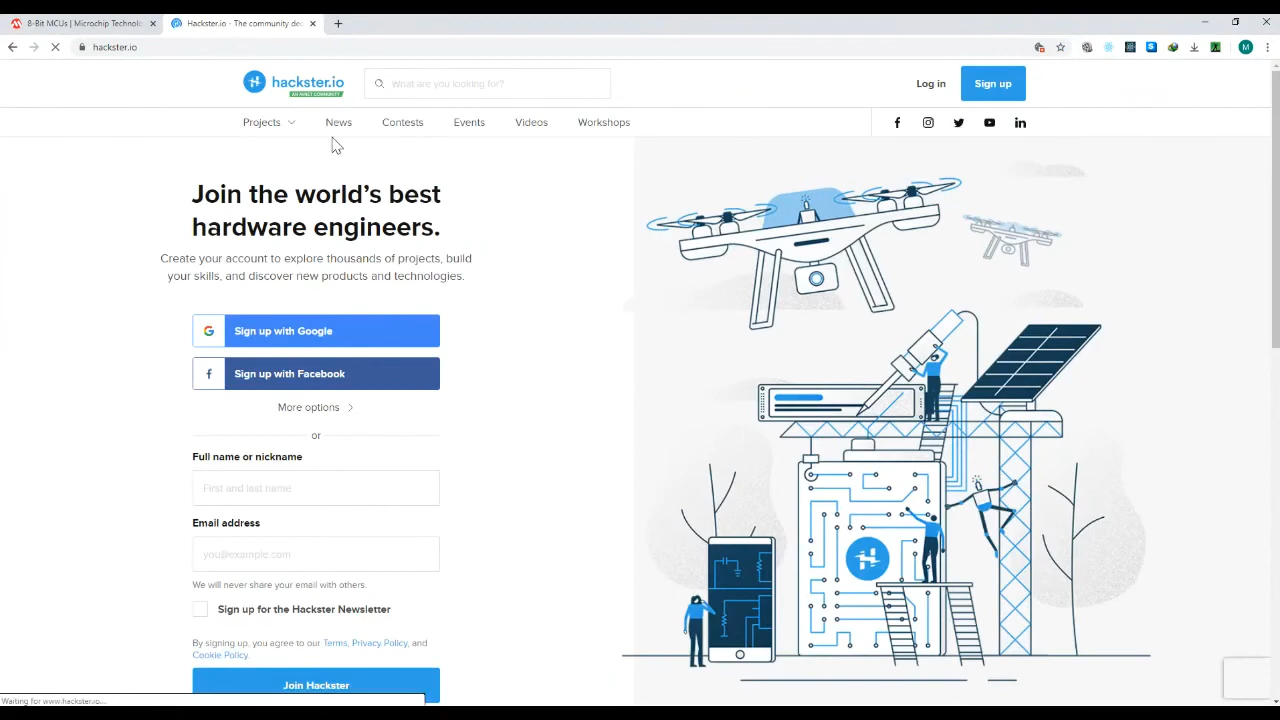 8-Bit MCUs | Microchip Technolo
Hackster.io - The community dec
hackster.io
M
hackster.io
AN AVNET COMMUNITY
What are you looking for?
Log in
Sign up
Projects
News
Contests
Events
Videos
Workshops
Join the world's best
hardware engineers.
Create your account to explore thousands of projects, build
your skills, and discover new products and technologies.
Sign up with Google
Sign up with Facebook
More options
or
Full name or nickname
First and last name
Email address
you@example.com
We will never share your email with others.
Sign up for the Hackster Newsletter
By signing up, you agree to our Terms, Privacy Policy, and
Cookie Policy.
Join Hackster
Waiting for www.hackster.io...